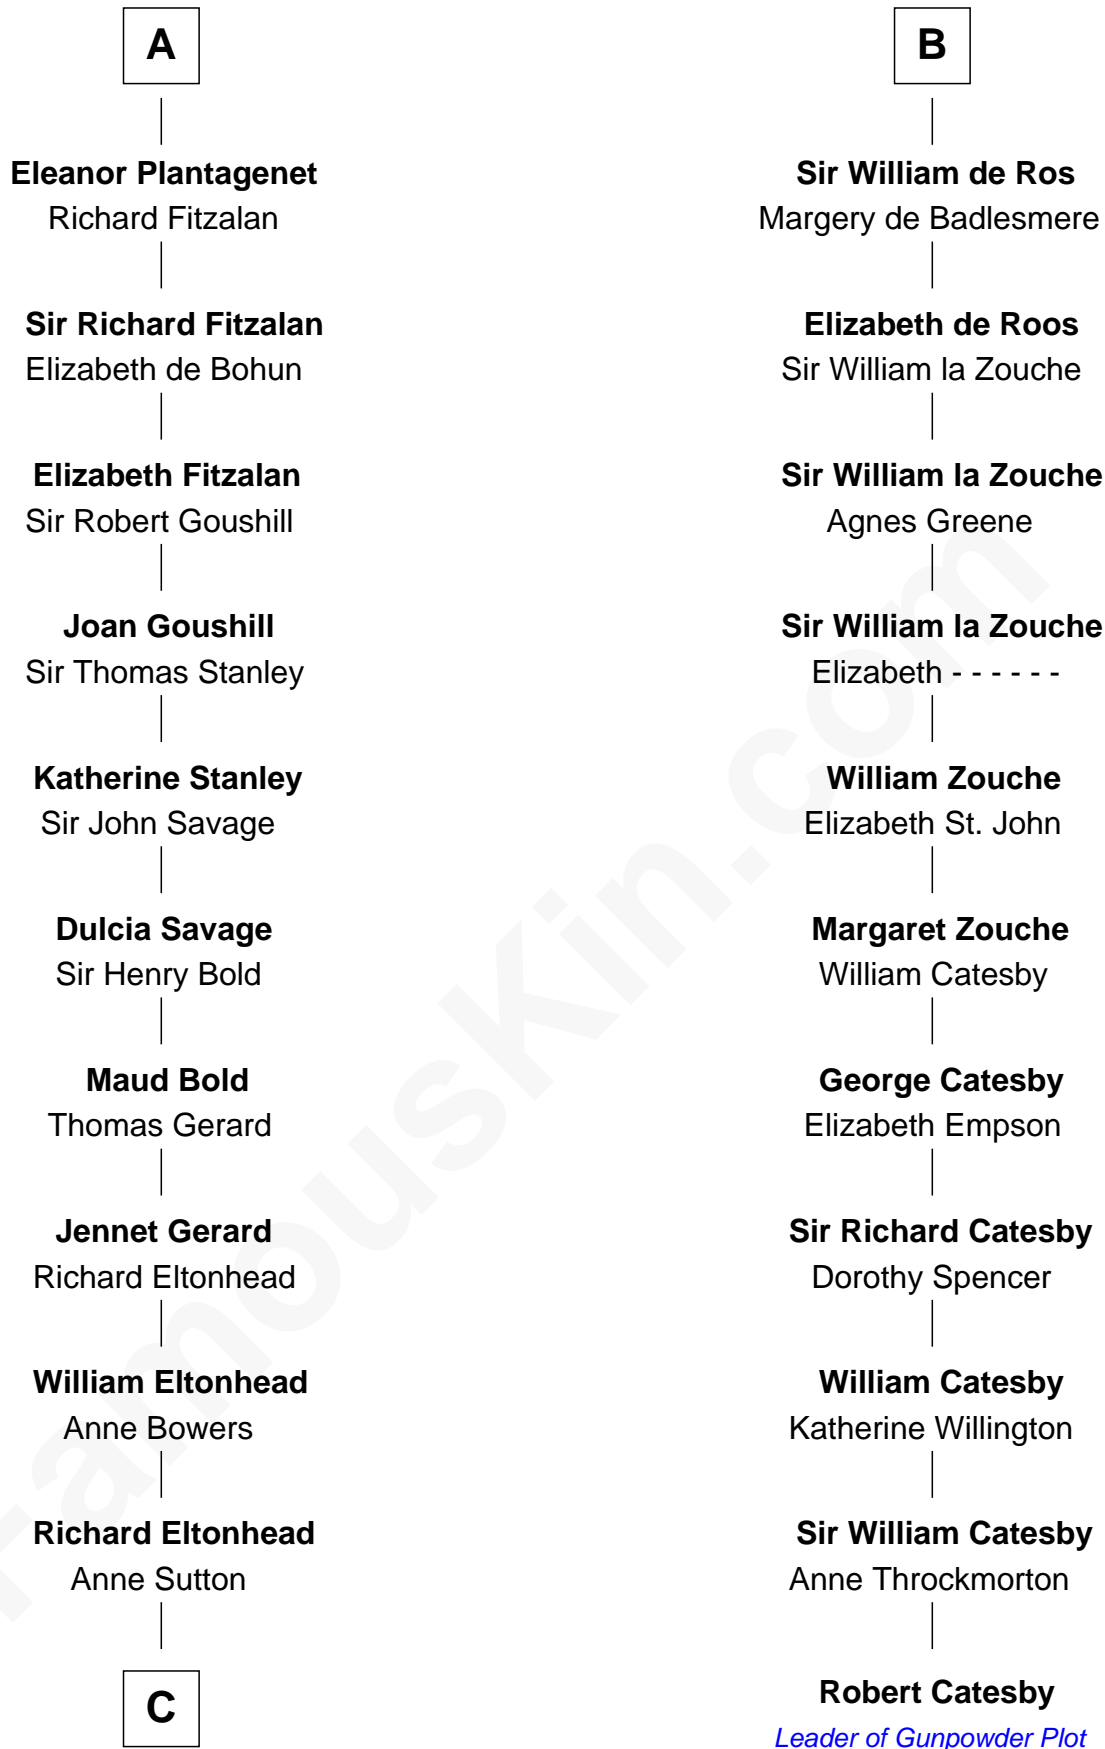 A
Eleanor Plantagenet
Richard Fitzalan
Sir Richard Fitzalan
Elizabeth de Bohun
Elizabeth Fitzalan
Sir Robert Goushill
Joan Goushill
Sir Thomas Stanley
Katherine Stanley
Sir John Savage
Dulcia Savage
Sir Henry Bold
Maud Bold
Thomas Gerard
Jennet Gerard
Richard Eltonhead
William Eltonhead
Anne Bowers
Richard Eltonhead
Anne Sutton
C
B
Sir William de Ros
Margery de Badlesmere
Elizabeth de Roos
Sir William la Zouche
Sir William la Zouche
Agnes Greene
Sir William la Zouche
Elizabeth - - - - - -
William Zouche
Elizabeth St. John
Margaret Zouche
William Catesby
George Catesby
Elizabeth Empson
Sir Richard Catesby
Dorothy Spencer
William Catesby
Katherine Willington
Sir William Catesby
Anne Throckmorton
Robert Catesby
Leader of Gunpowder Plot
FamousKin.com